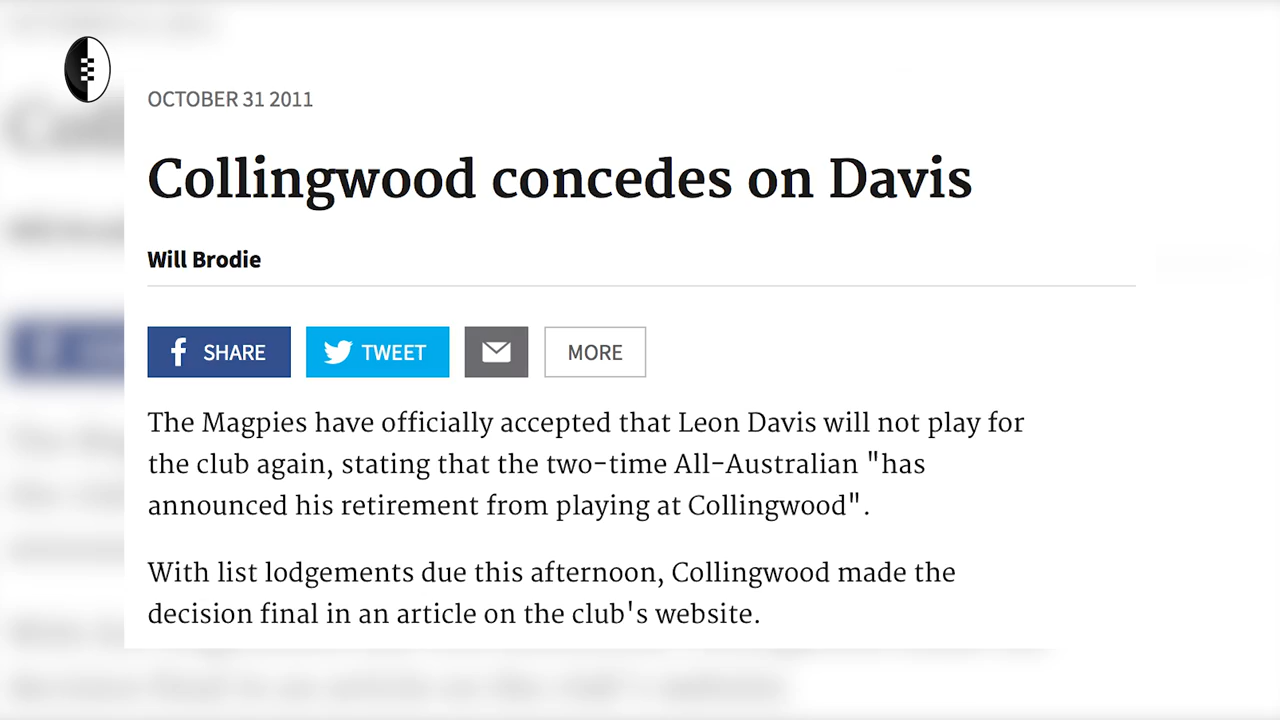 OCTOBER 31 2011
Collingwood concedes on Davis
Will Brodie
SHARE
TWEET
MORE
The Magpies have officially accepted that Leon Davis will not play for
the club again, stating that the two-time All-Australian "has
announced his retirement from playing at Collingwood".
With list lodgements due this afternoon, Collingwood made the
decision final in an article on the club's website.